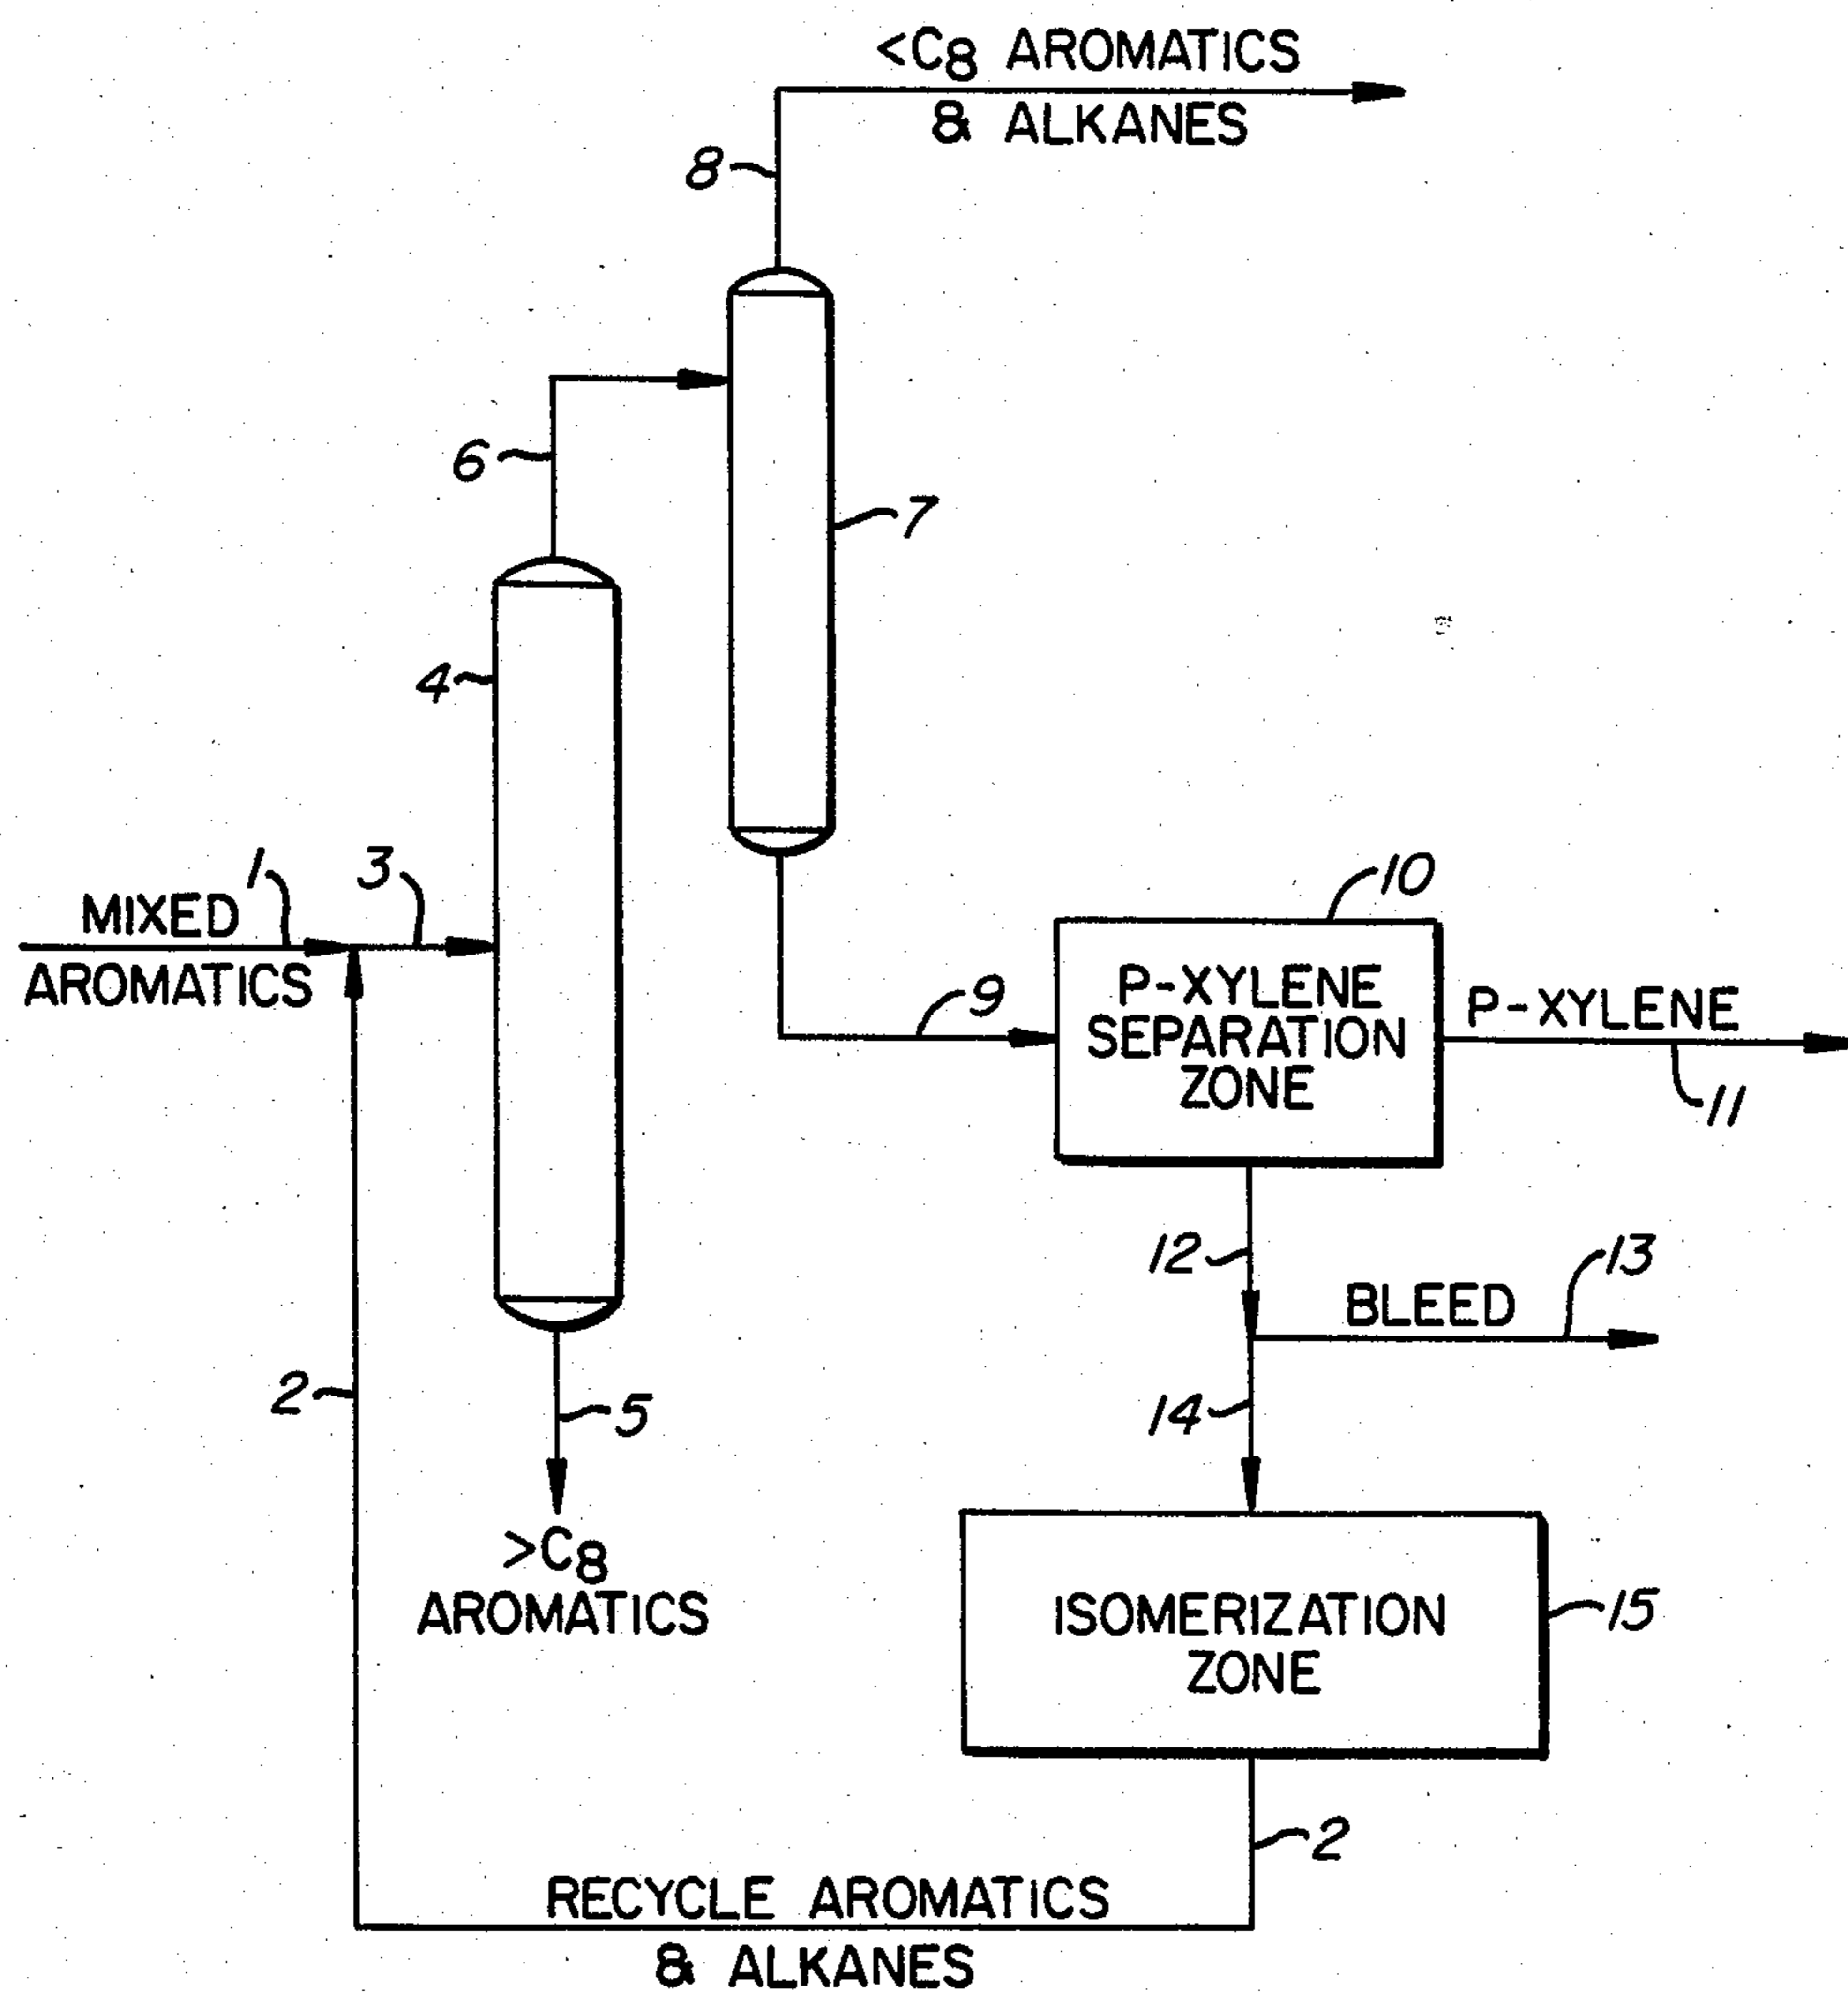 <C8 AROMATICS
& ALKANES
8
6
7
4
1
3
MIXED
AROMATICS
10
P-XYLENE
SEPARATION
ZONE
9
P-XYLENE
11
12
13
BLEED
2
5
14
>C8
AROMATICS
ISOMERIZATION
ZONE
15
2
RECYCLE AROMATICS
& ALKANES